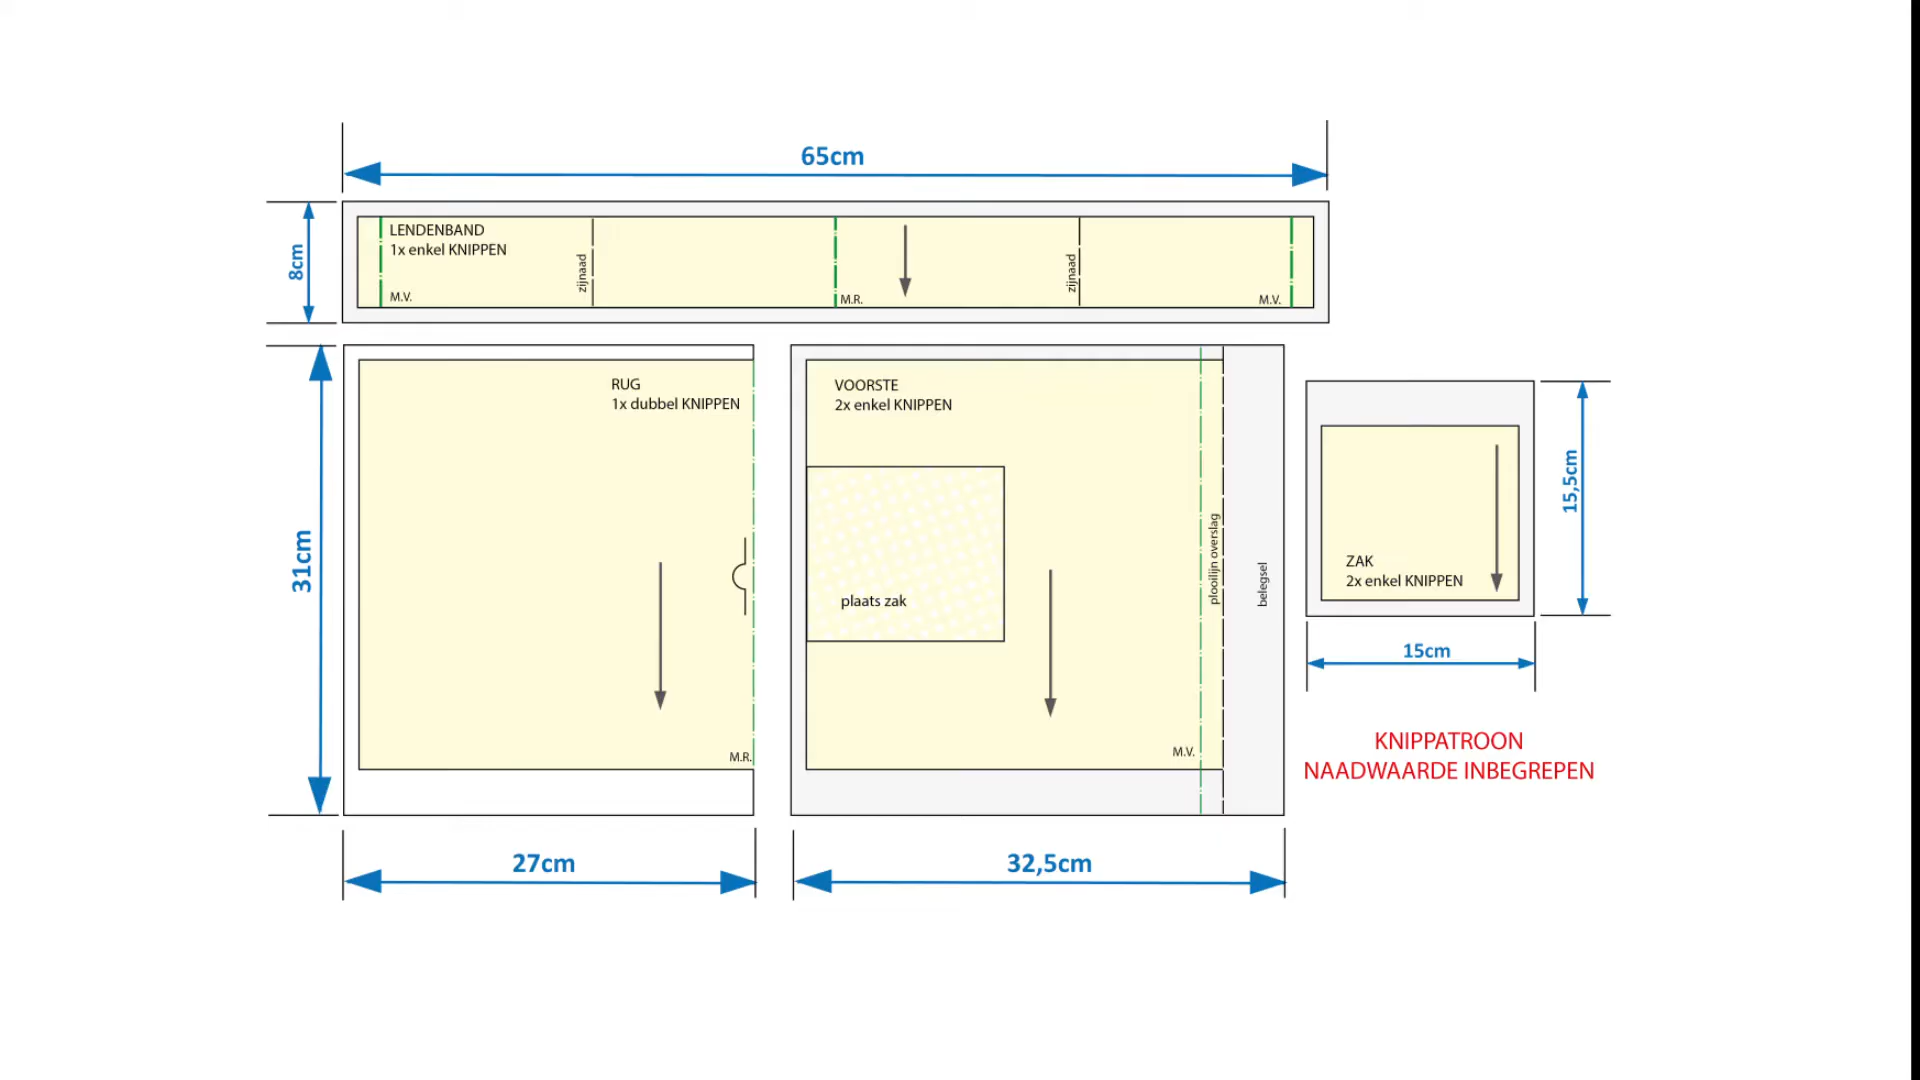 65cm
8cm
LENDENBAND
1x enkel KNIPPEN
M.V.
zijnaad
M.R.
zijnaad
M.V.
31cm
RUG
1x dubbel KNIPPEN
M.R.
27cm
VOORSTE
2x enkel KNIPPEN
plaats zak
M.V.
plooilijn overslag
belegsel
32,5cm
ZAK
2x enkel KNIPPEN
15,5cm
15cm
KNIPPATROON
NAADWAARDE INBEGREPEN